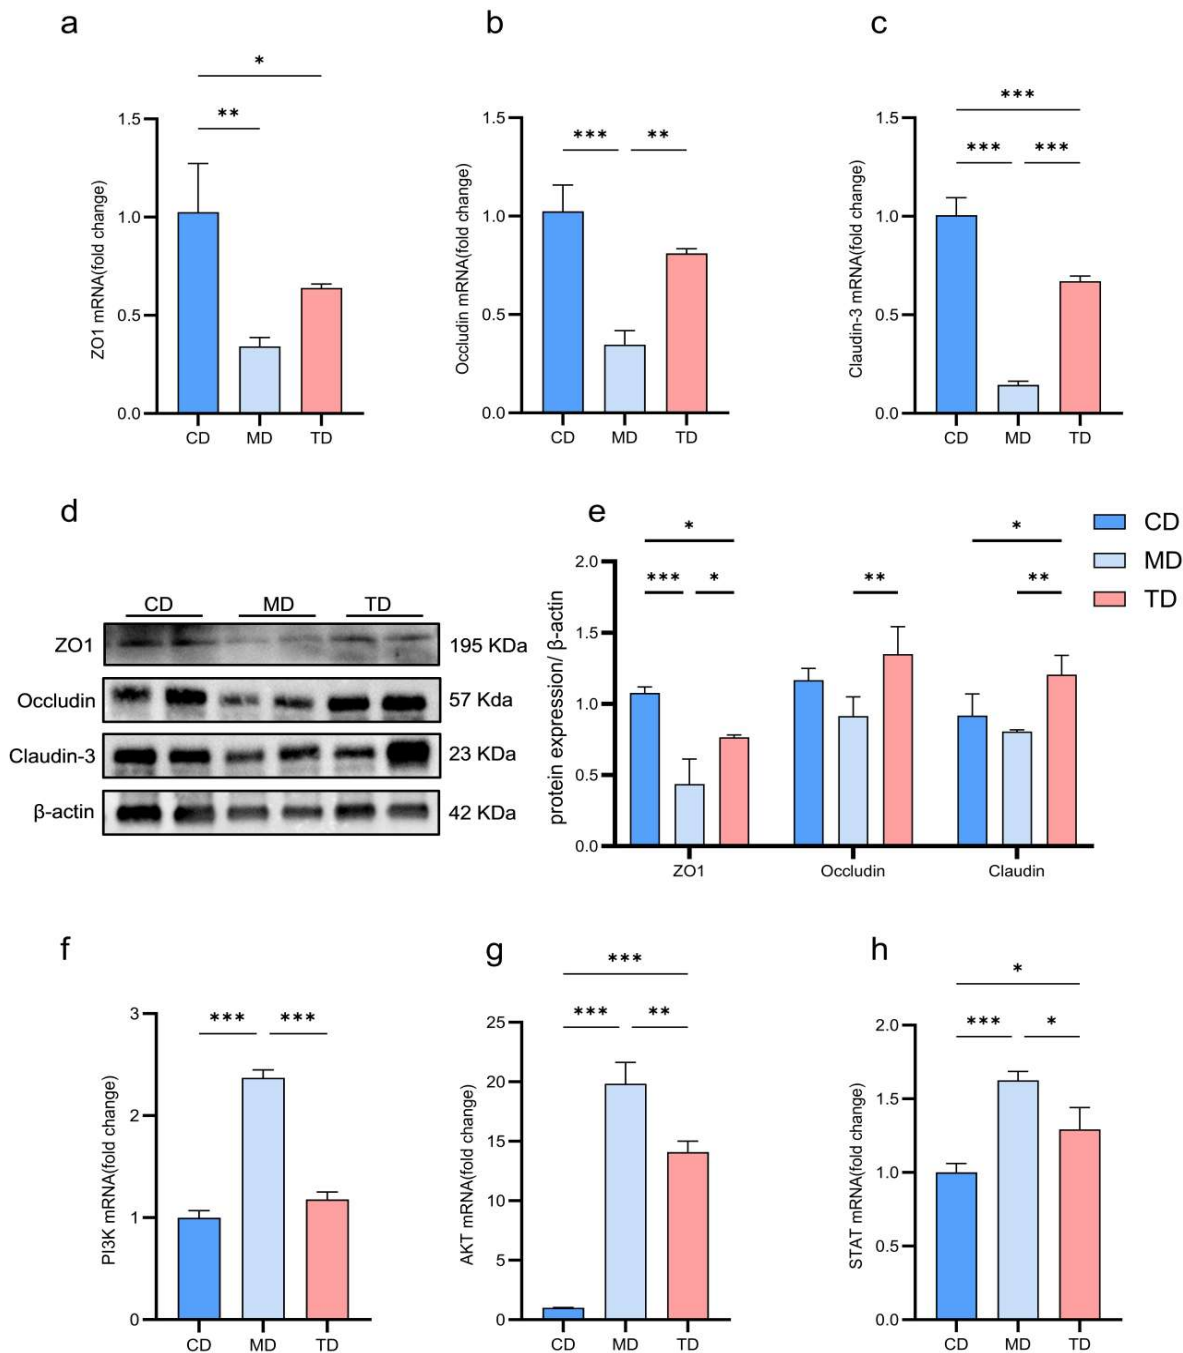 a
*
**
1.5
1.0
0.5
0.0
ZO1 mRNA(fold change)
CD MD TD
b
*** **
1.5
1.0
0.5
0.0
Occludin mRNA(fold change)
CD MD TD
c
***
*** ***
1.5
1.0
0.5
0.0
Claudin-3 mRNA(fold change)
CD MD TD
d
CD MD TD
ZO1 195 KDa
Occludin 57 Kda
Claudin-3 23 KDa
β-actin 42 KDa
e
* *
*** * ** **
2.0
1.5
1.0
0.5
0.0
protein expression/ β-actin
ZO1 Occludin Claudin
CD
MD
TD
f
*** ***
3
2
1
0
PI3K mRNA(fold change)
CD MD TD
g
***
*** **
25
20
15
10
5
0
AKT mRNA(fold change)
CD MD TD
h
*
*** *
2.0
1.5
1.0
0.5
0.0
STAT mRNA(fold change)
CD MD TD